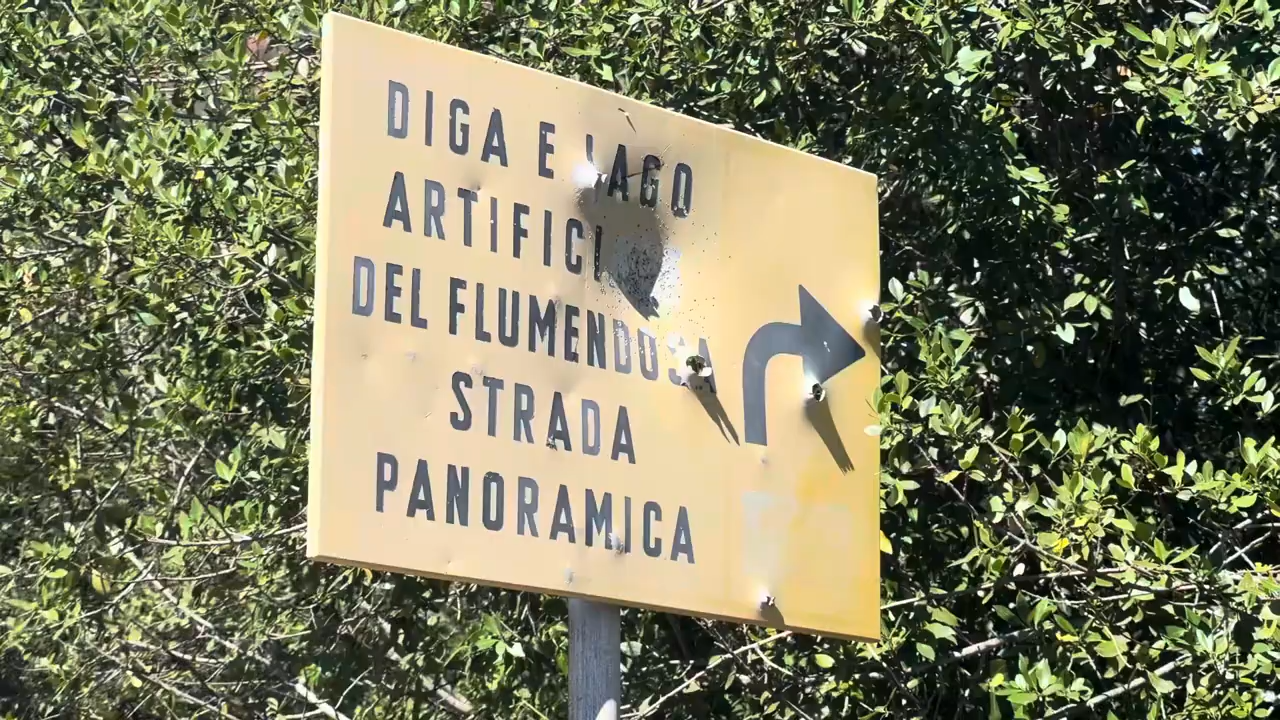 DIGA E LAGO
ARTIFICI
DEL FLUMENDOSA
STRADA
PANORAMICA